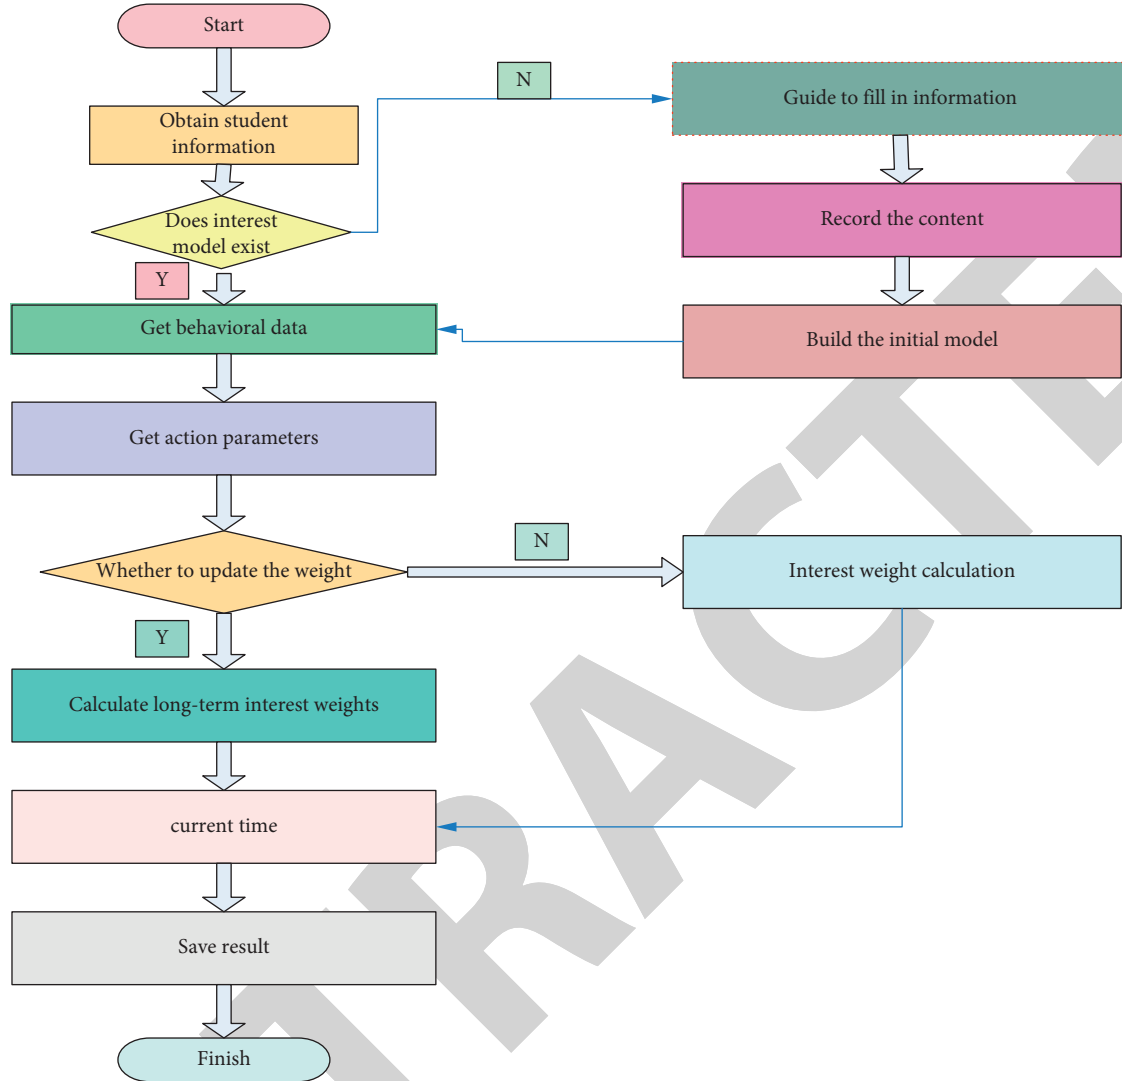 Start
N
Guide to fill in information
Obtain student
information
Record the content
Does interest
model exist
Y
Get behavioral data
Build the initial model
Get action parameters
N
Whether to update the weight
Interest weight calculation
Y
Calculate long-term interest weights
current time
Save result
Finish
TRACTE